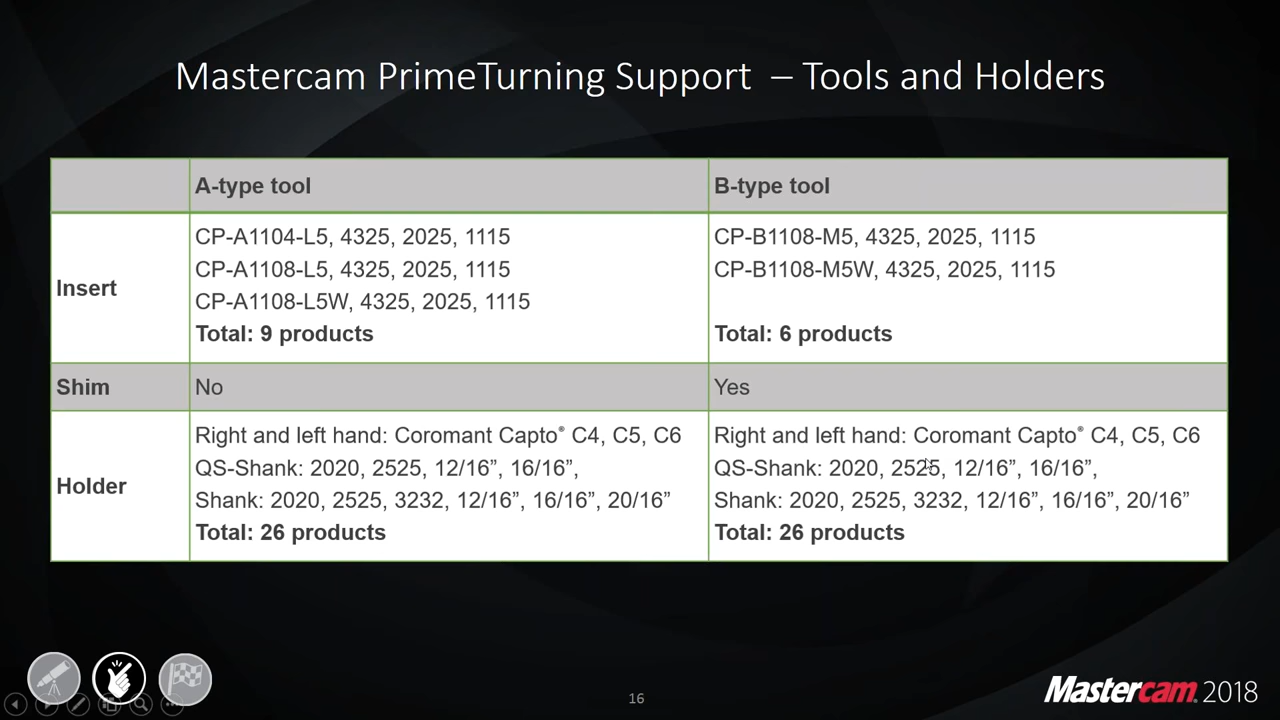 Mastercam PrimeTurning Support – Tools and Holders
A-type tool
B-type tool
Insert
CP-A1104-L5, 4325, 2025, 1115
CP-A1108-L5, 4325, 2025, 1115
CP-A1108-L5W, 4325, 2025, 1115
Total: 9 products
CP-B1108-M5, 4325, 2025, 1115
CP-B1108-M5W, 4325, 2025, 1115
Total: 6 products
Shim
No
Yes
Holder
Right and left hand: Coromant Capto® C4, C5, C6
QS-Shank: 2020, 2525, 12/16”, 16/16”,
Shank: 2020, 2525, 3232, 12/16”, 16/16”, 20/16”
Total: 26 products
Right and left hand: Coromant Capto® C4, C5, C6
QS-Shank: 2020, 2525, 12/16”, 16/16”,
Shank: 2020, 2525, 3232, 12/16”, 16/16”, 20/16”
Total: 26 products
16
Mastercam. 2018